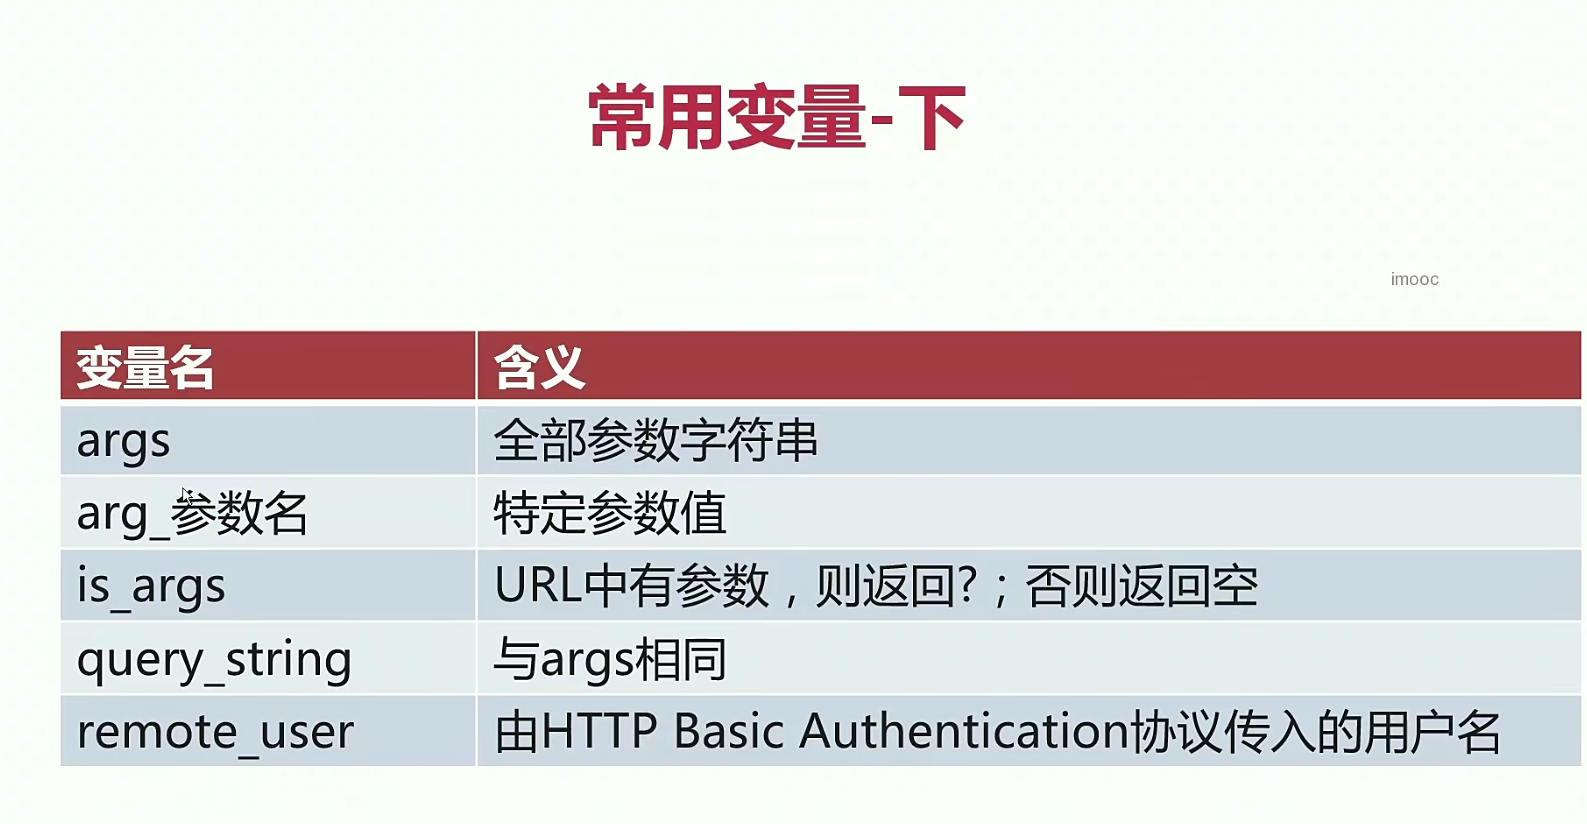 常用变量-下
imooc
变量名 含义
args 全部参数字符串
arg_参数名 特定参数值
is_args URL中有参数，则返回?；否则返回空
query_string 与args相同
remote_user 由HTTP Basic Authentication协议传入的用户名